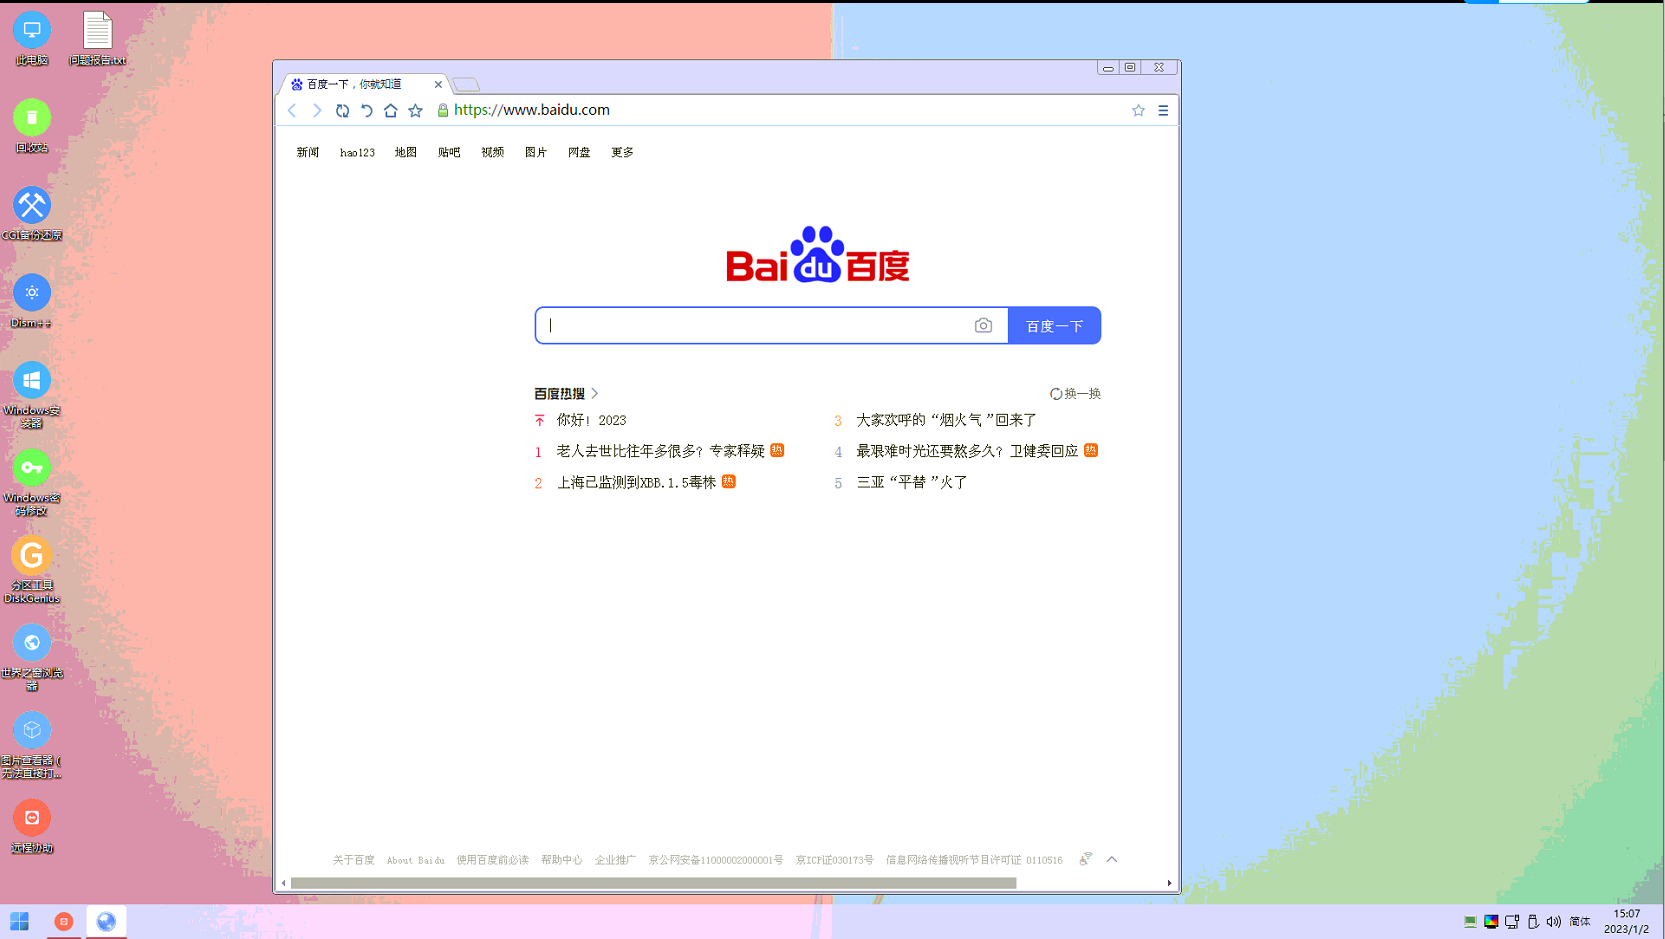 此电脑
问题报告.txt
回收站
CGI备份还原
Dism++
Windows安
装器
Windows密
码修改
分区工具
DiskGenius
世界之窗浏览
器
图片查看器 (
无法直接打...
远程协助
百度一下，你就知道
https://www.baidu.com
新闻 hao123 地图 贴吧 视频 图片 网盘 更多
Bai du 百度
百度一下
百度热搜
换一换
你好！2023
1 老人去世比往年多很多？专家释疑 热
2 上海已监测到XBB.1.5毒株 热
3 大家欢呼的“烟火气”回来了
4 最艰难时光还要熬多久？卫健委回应 热
5 三亚“平替”火了
关于百度 About Baidu 使用百度前必读 帮助中心 企业推广 京公网安备11000002000001号 京ICP证030173号 信息网络传播视听节目许可证 0110516
简体
15:07
2023/1/2